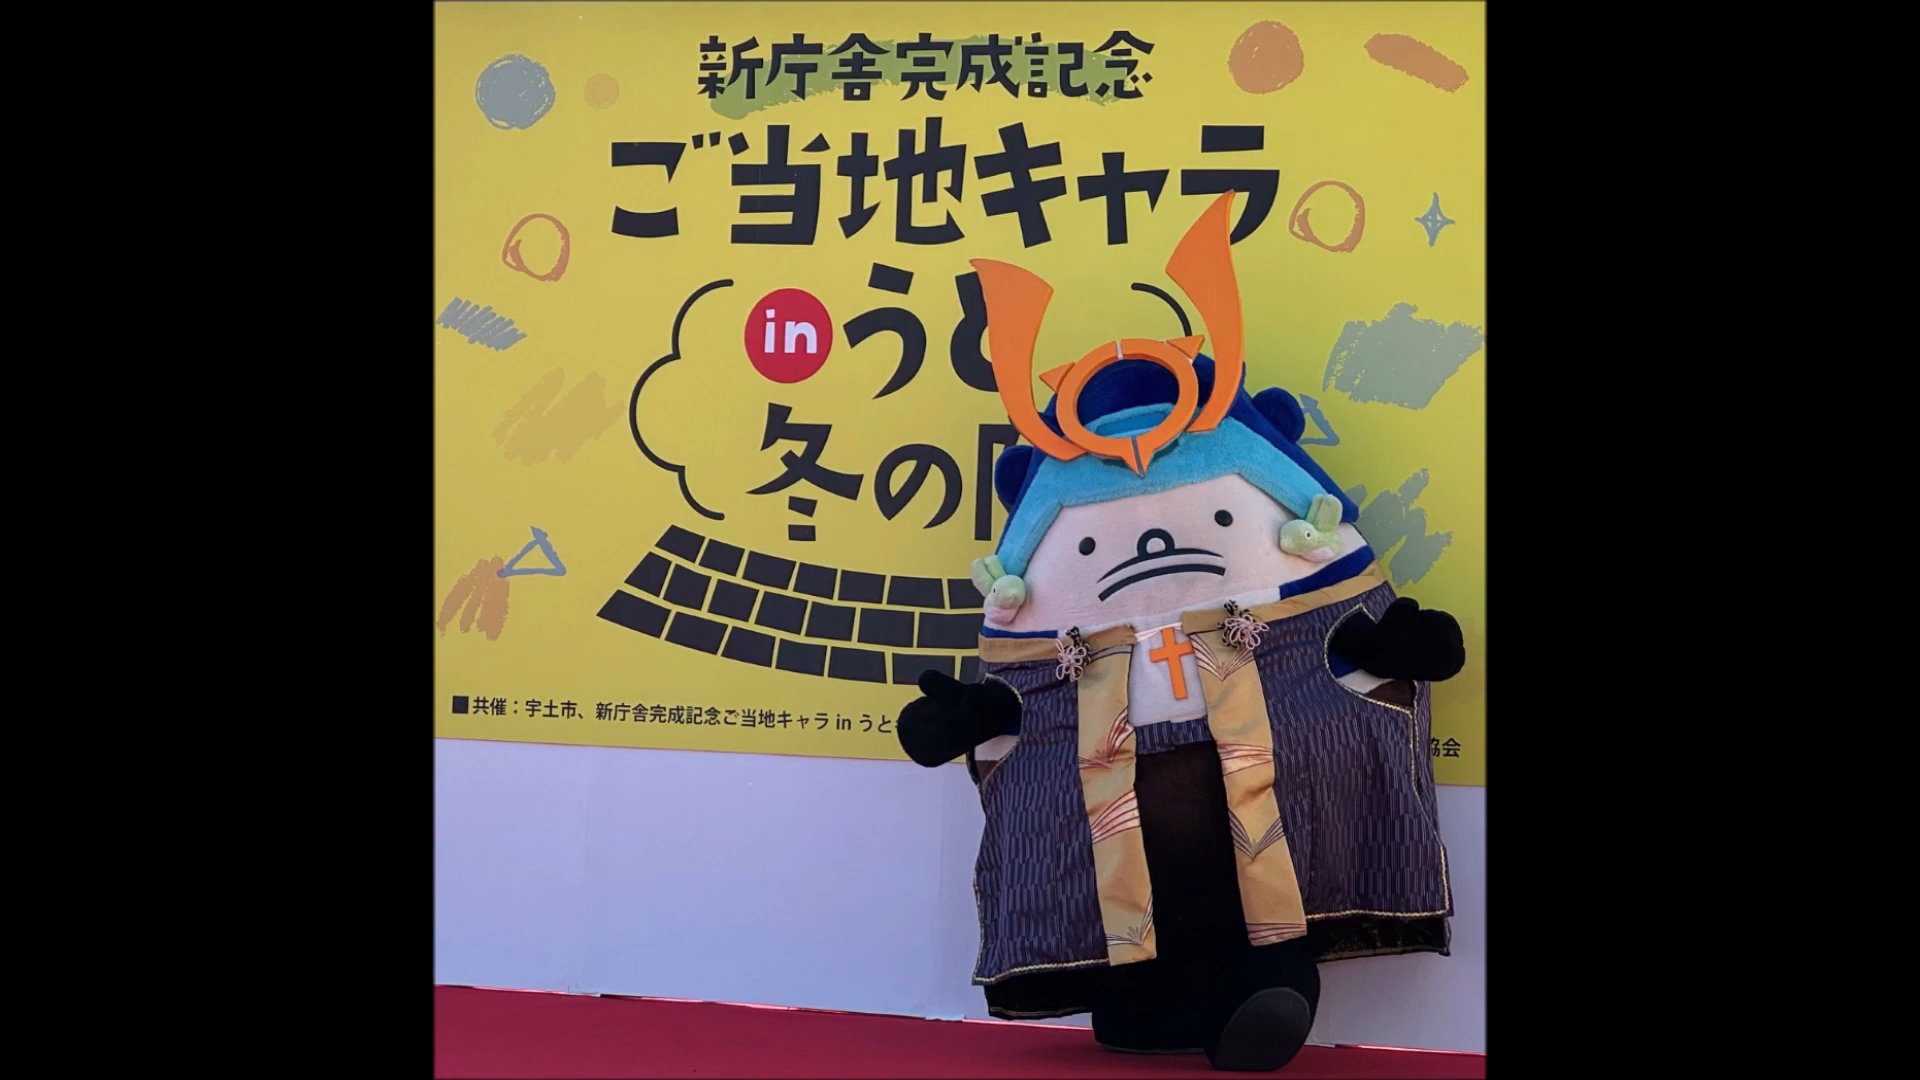 新庁舎完成記念
ご当地キャラ
in うと
冬の
■共催：宇土市、新庁舎完成記念ご当地キャラ in うと
協会